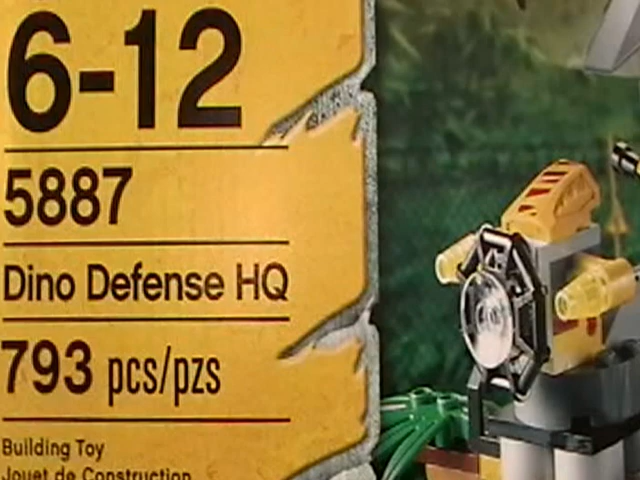 6-12
5887
Dino Defense HQ
793 pcs/pzs
Building Toy
Jouet de Construction